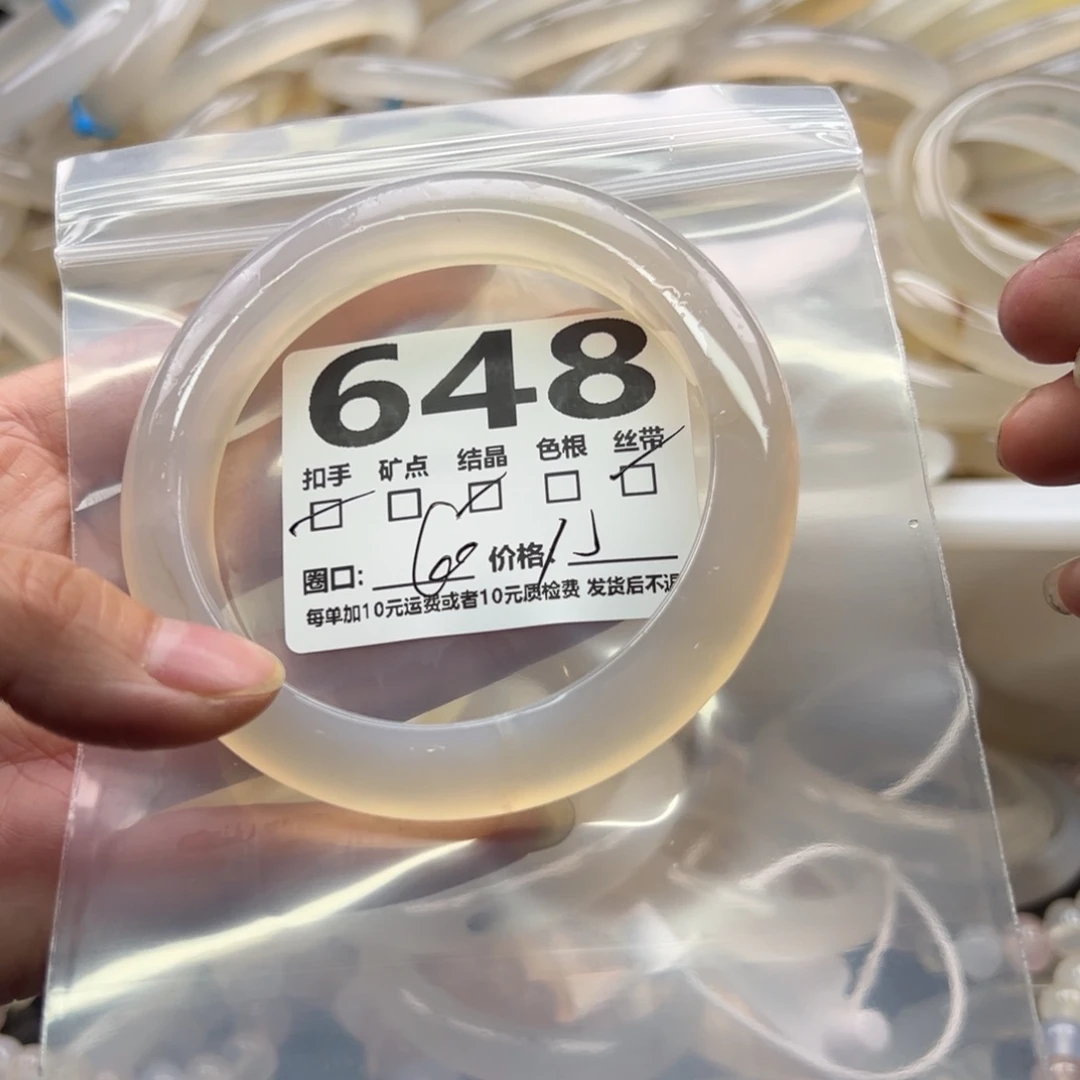 648
扣手 矿点 结晶 色根 丝带
圈口: 60 价格:
每单加10元运费或者10元质检费 发货后不退